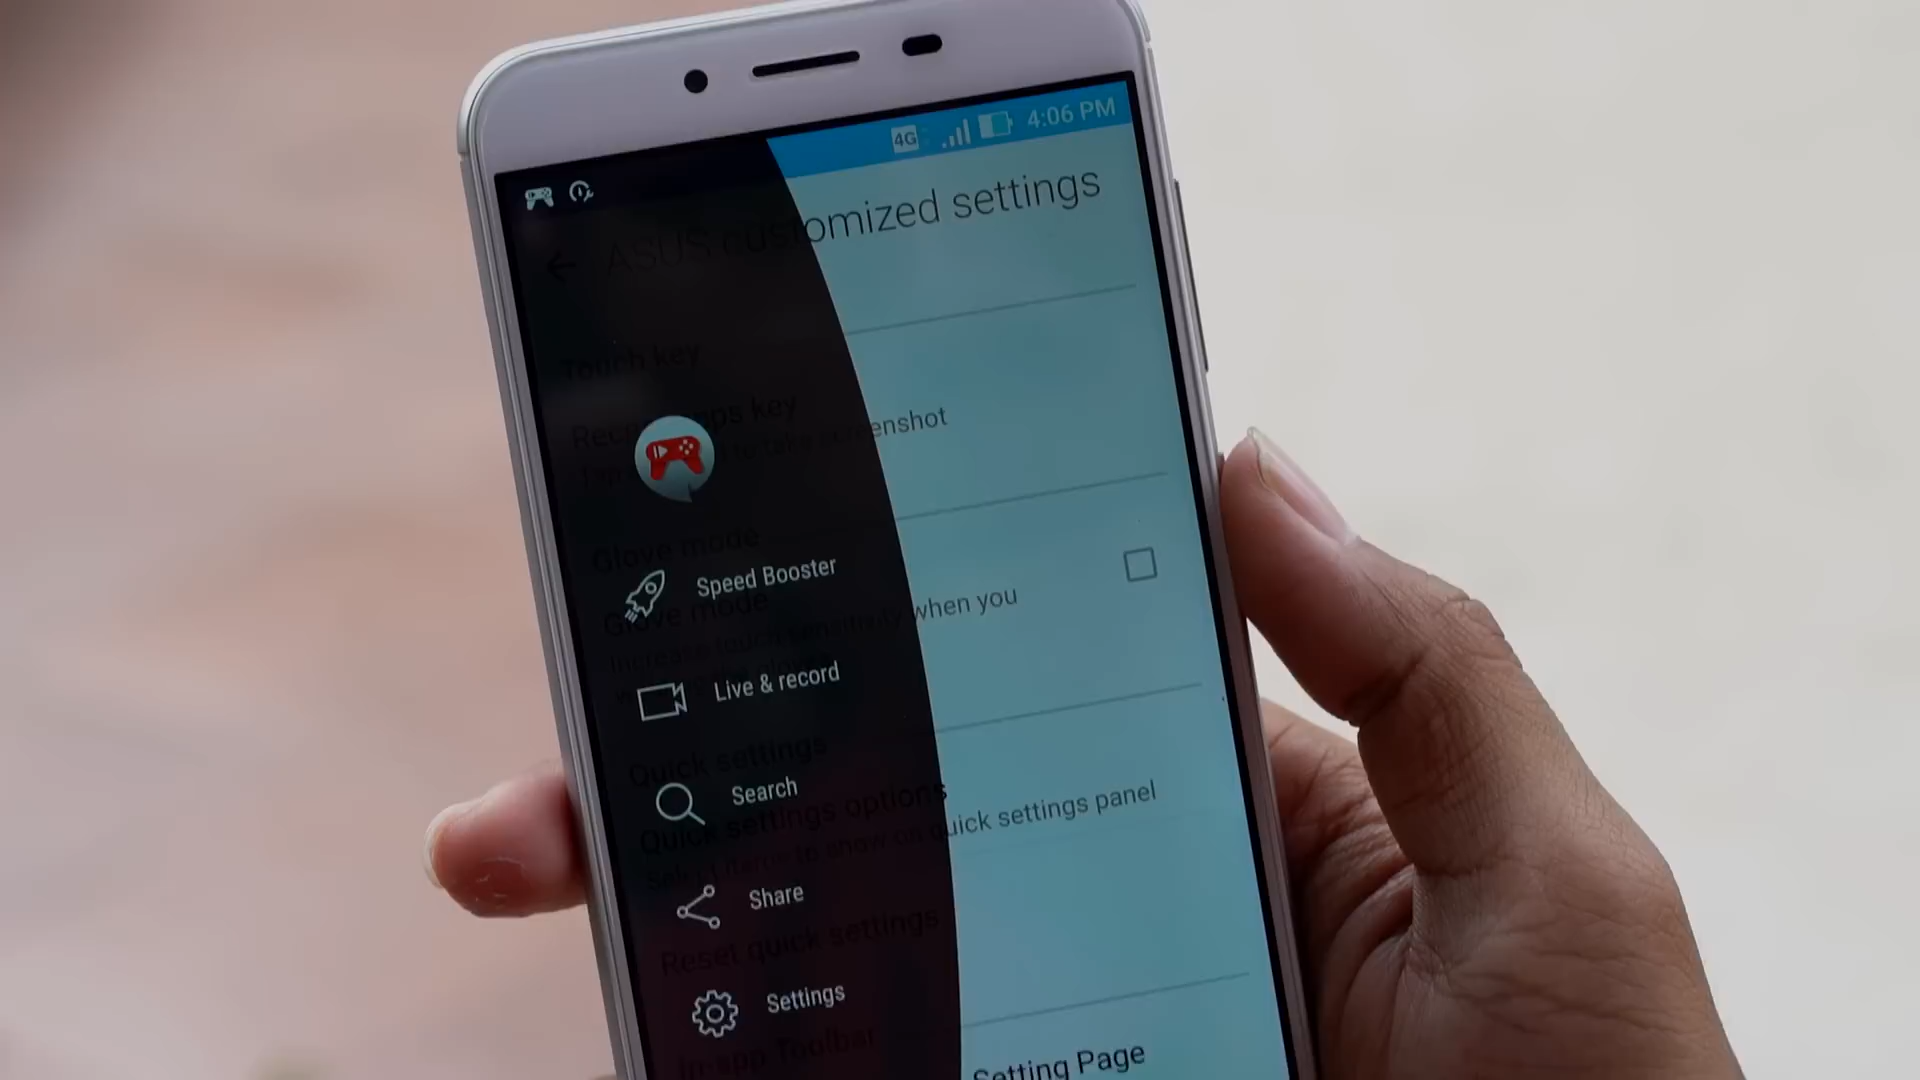 4G 4:06 PM
ASUS customized settings
Touch key
Recent apps key
Tap to take screenshot
Glove mode
Speed Booster
Glove mode
Increase touch sensitivity when you
Live & record
Quick settings
Search
Quick settings options
Select items to show on quick settings panel
Share
Reset quick settings
Settings
In-app Toolbar
Setting Page